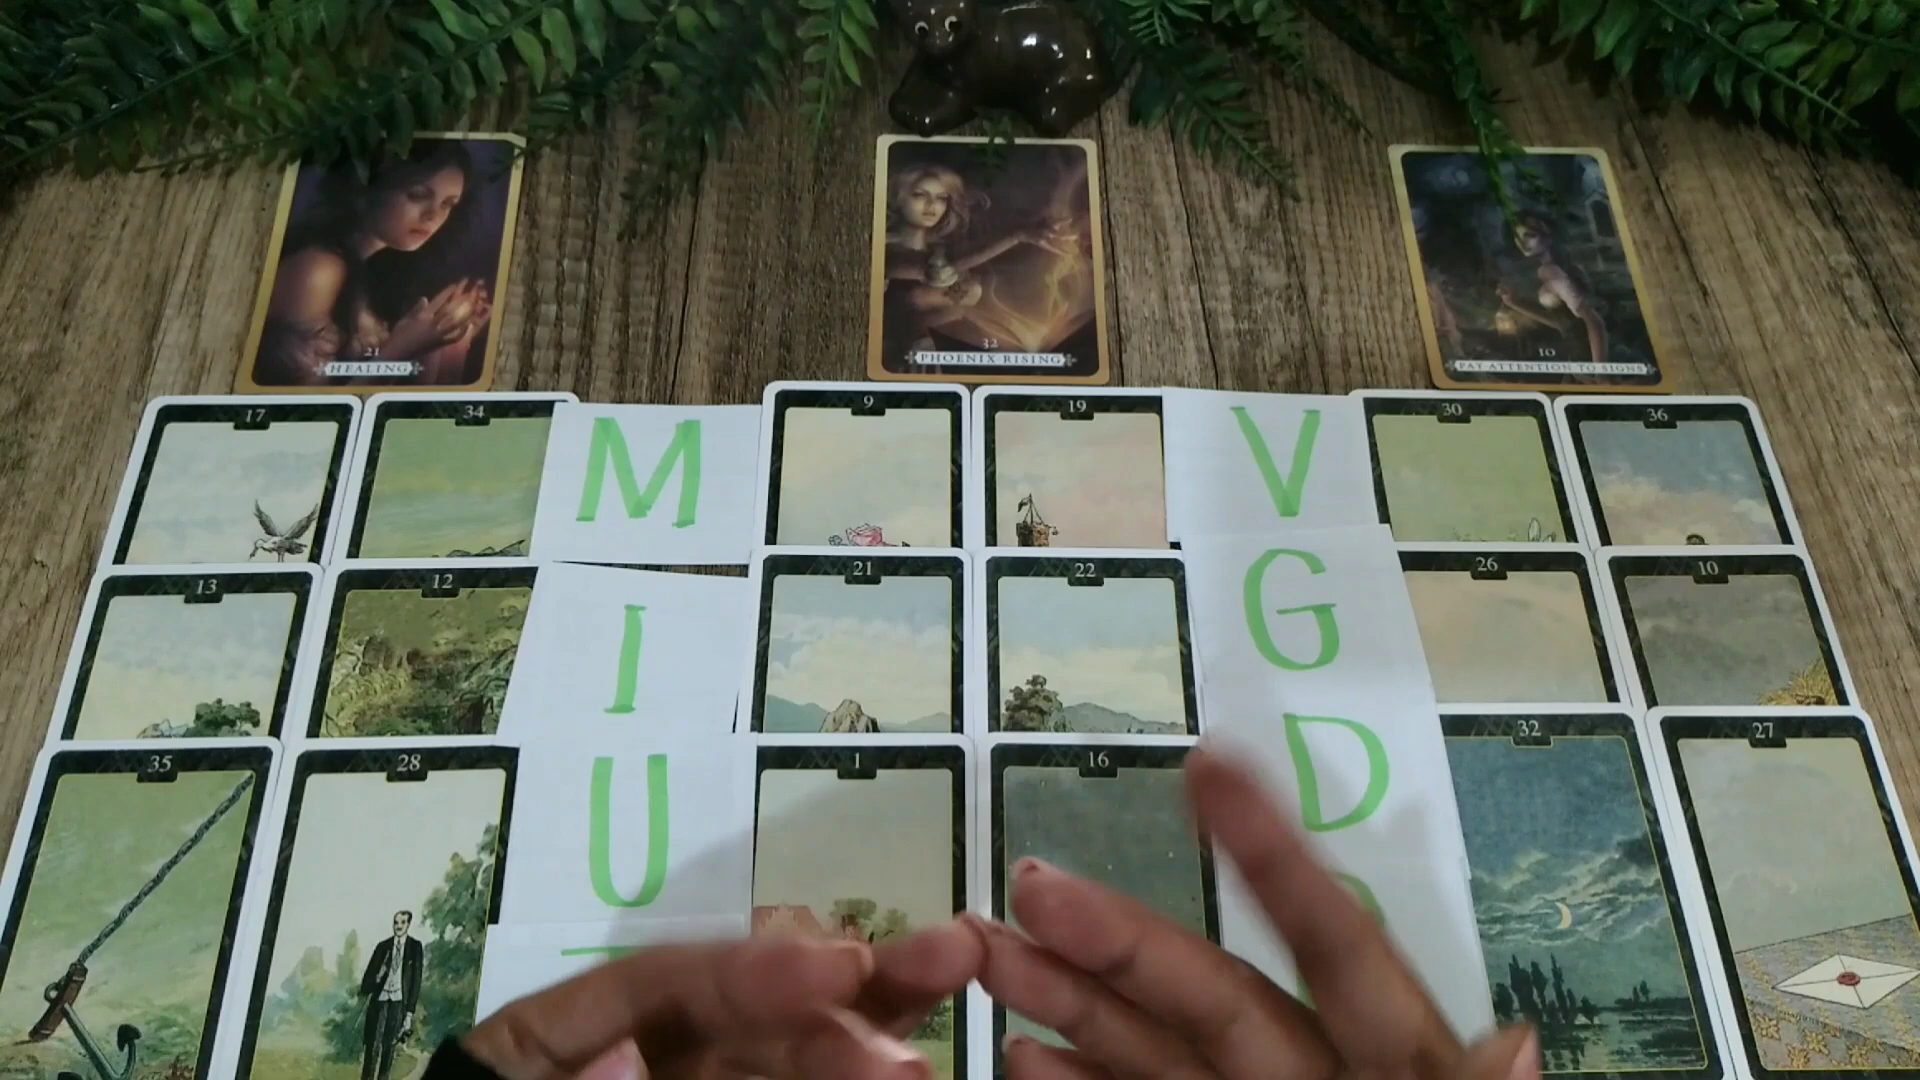 21
HEALING
32
PHOENIX RISING
10
PAY ATTENTION TO SIGNS
17
34
M
9
19
V
30
36
13
12
I
21
22
G
26
10
35
28
U
1
16
D
32
27